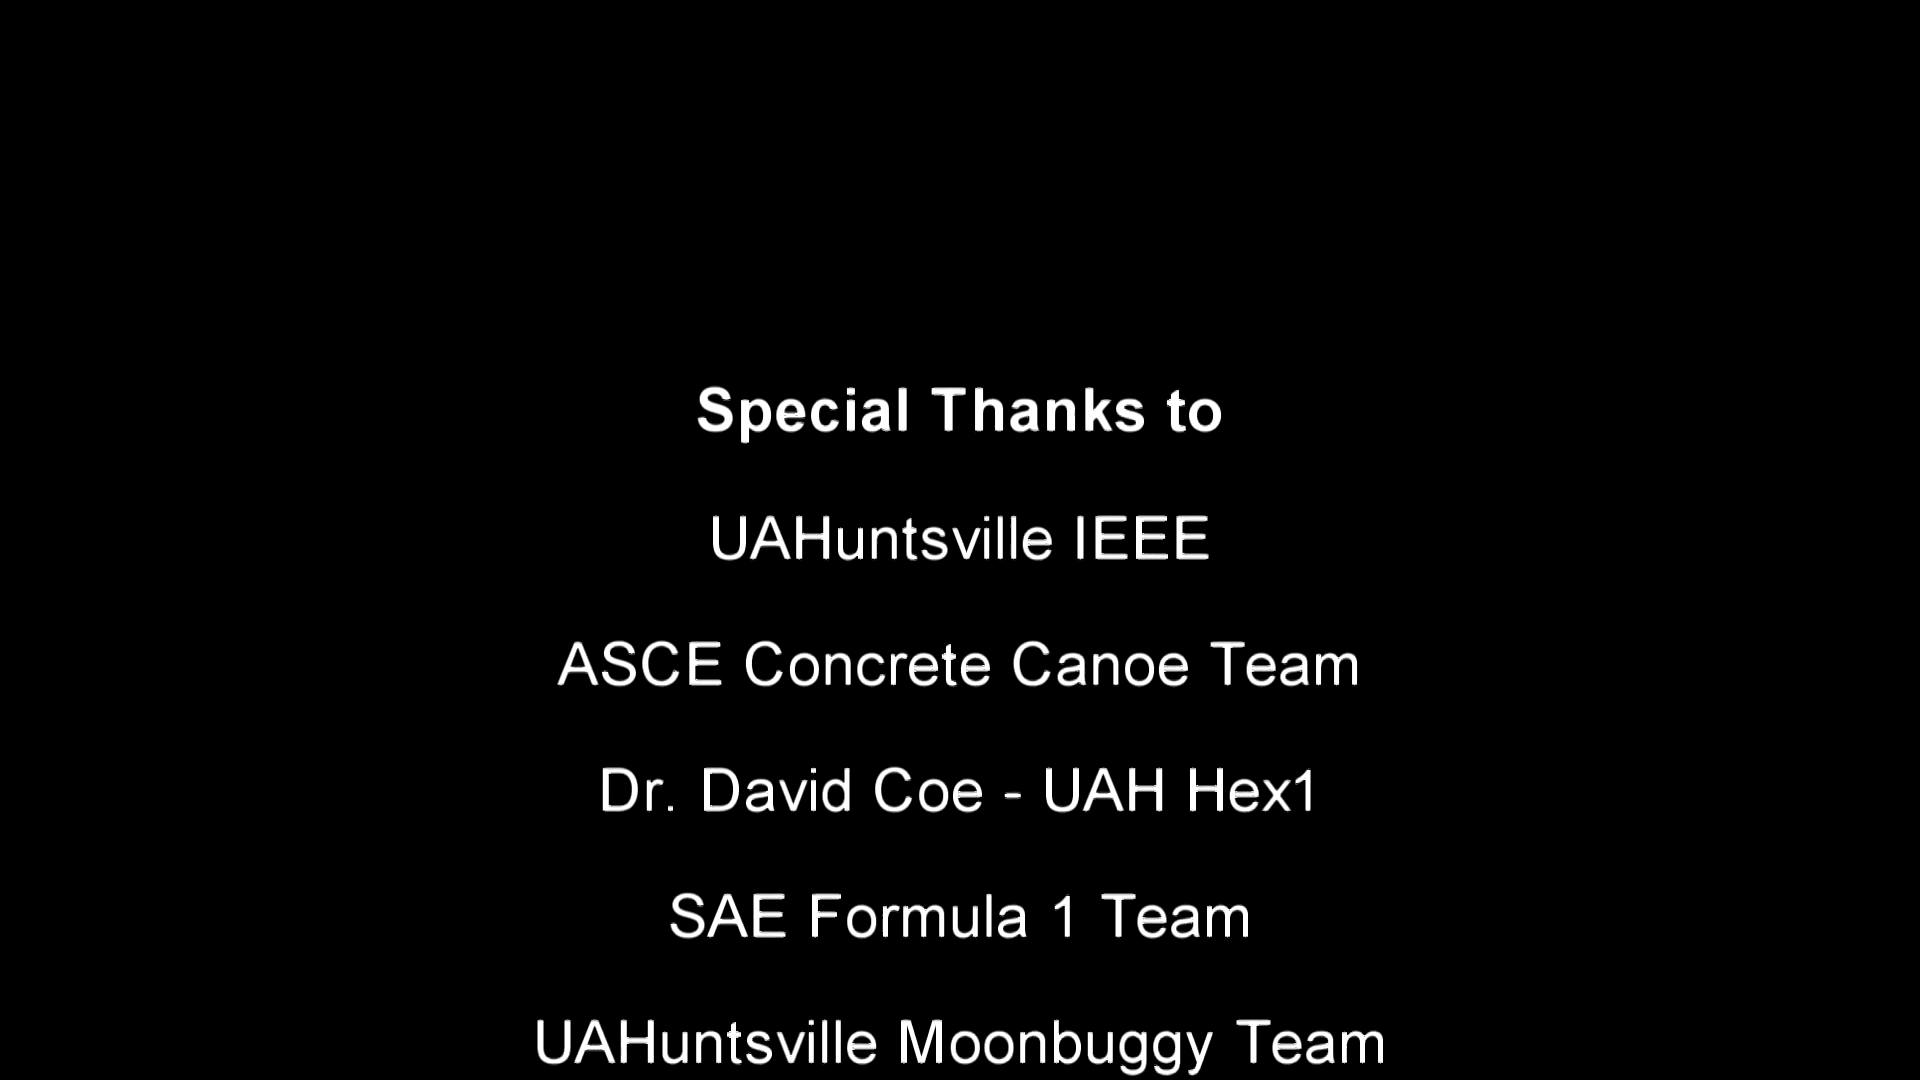 Special Thanks to
UAHuntsville IEEE
ASCE Concrete Canoe Team
Dr. David Coe - UAH Hex1
SAE Formula 1 Team
UAHuntsville Moonbuggy Team